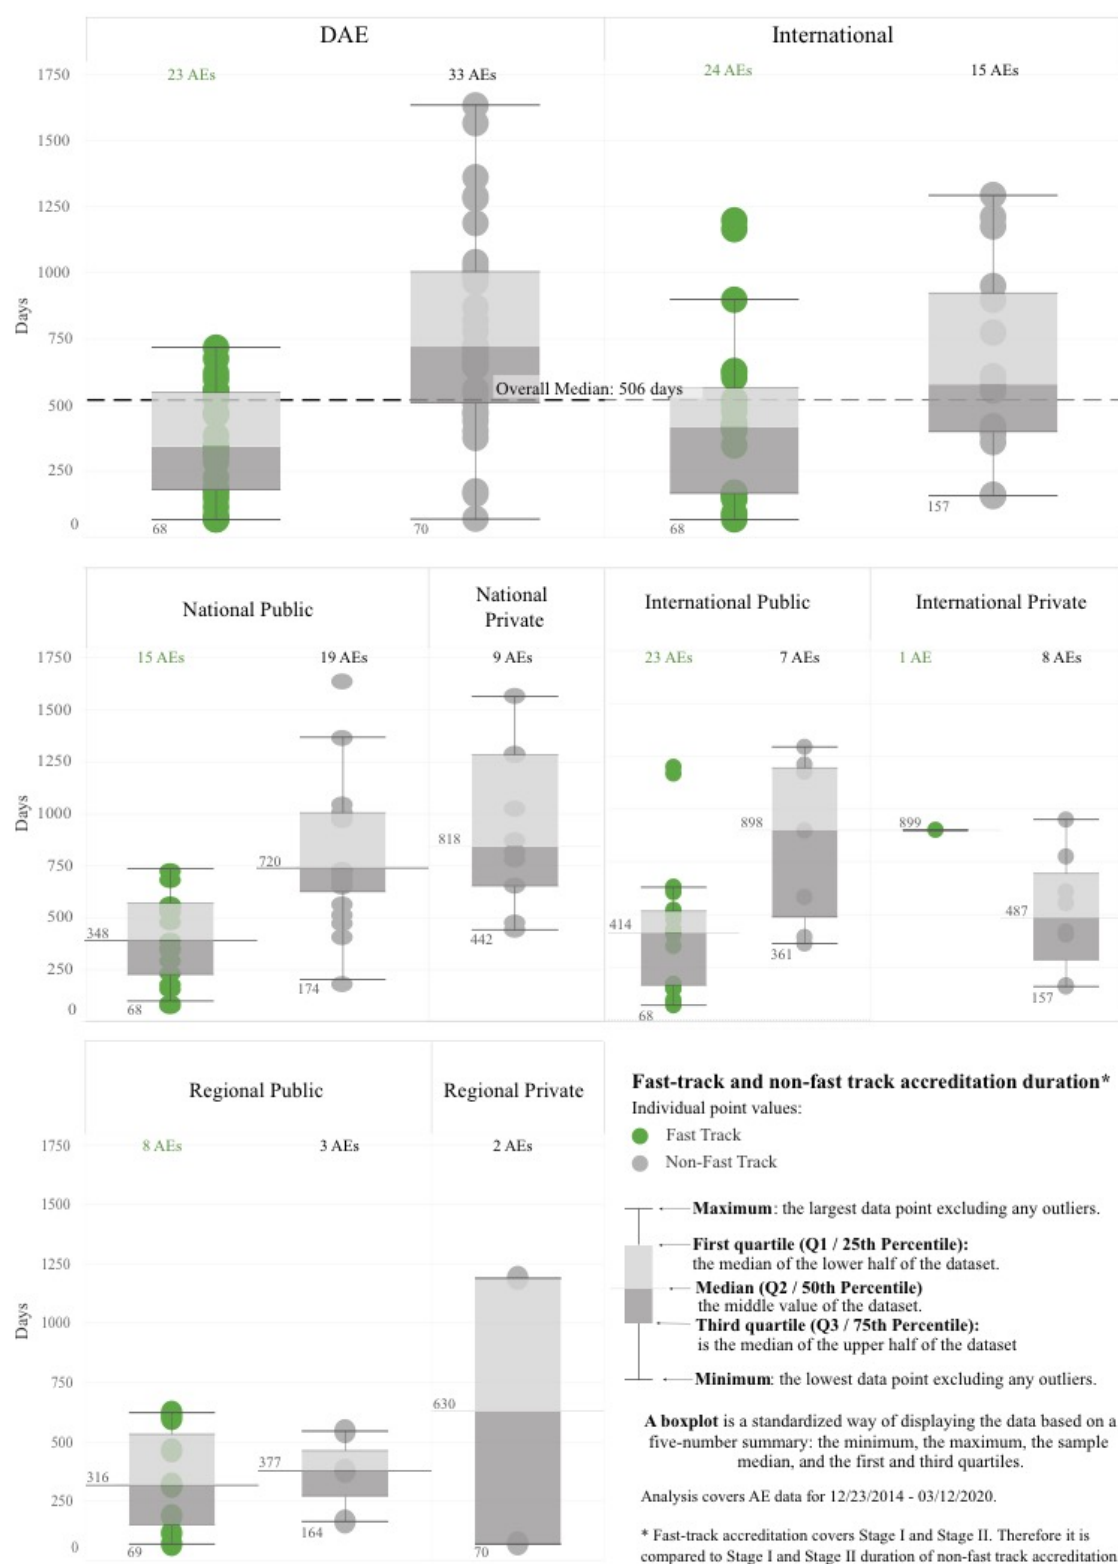 DAE
International
23 AEs
33 AEs
24 AEs
15 AEs
1750
1500
1250
1000
750
500
250
0
Days
Overall Median: 506 days
68
70
68
157
National Public
National
Private
International Public
International Private
15 AEs
19 AEs
9 AEs
23 AEs
7 AEs
1 AE
8 AEs
1750
1500
1250
1000
750
500
250
0
Days
348
68
720
174
818
442
414
68
898
361
899
487
157
Regional Public
Regional Private
8 AEs
3 AEs
2 AEs
1750
1500
1250
1000
750
500
250
0
Days
316
69
377
164
630
70
Fast-track and non-fast track accreditation duration*
Individual point values:
Fast Track
Non-Fast Track
Maximum: the largest data point excluding any outliers.
First quartile (Q1 / 25th Percentile):
the median of the lower half of the dataset.
Median (Q2 / 50th Percentile)
the middle value of the dataset.
Third quartile (Q3 / 75th Percentile):
is the median of the upper half of the dataset
Minimum: the lowest data point excluding any outliers.
A boxplot is a standardized way of displaying the data based on a
five-number summary: the minimum, the maximum, the sample
median, and the first and third quartiles.
Analysis covers AE data for 12/23/2014 - 03/12/2020.
* Fast-track accreditation covers Stage I and Stage II. Therefore it is
compared to Stage I and Stage II duration of non-fast track accreditation